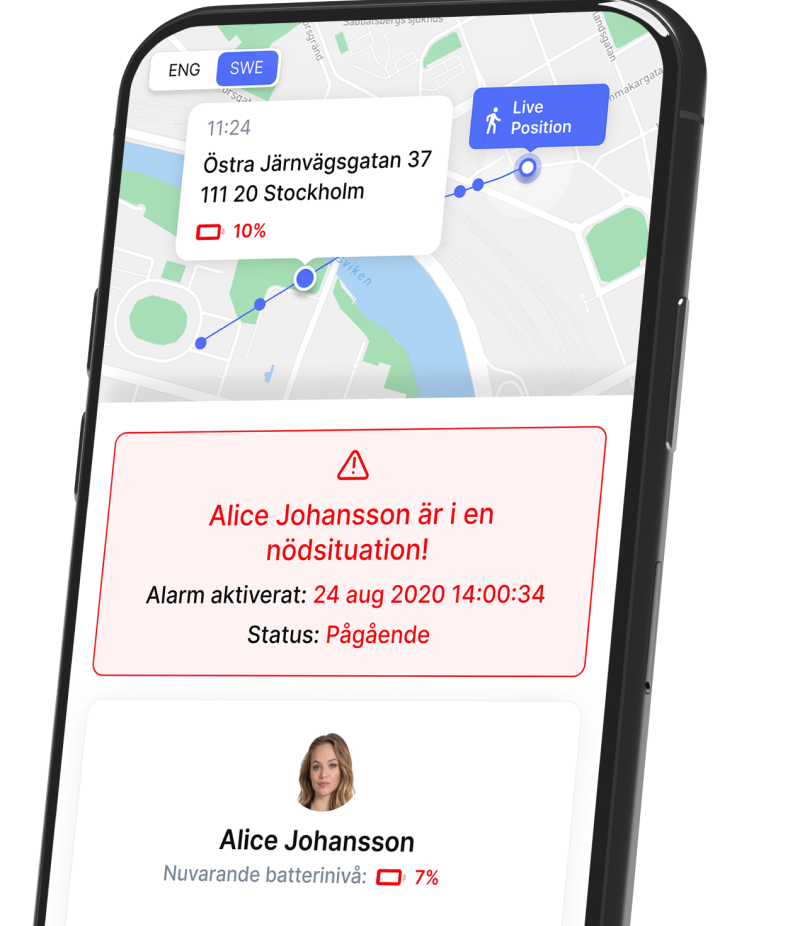 Sabbatsbergs sjukhus
ENG
SWE
11:24
Östra Järnvägsgatan 37
111 20 Stockholm
10%
Live
Position
Alice Johansson är i en
nödsituation!
Alarm aktiverat: 24 aug 2020 14:00:34
Status: Pågående
Alice Johansson
Nuvarande batterinivå:
7%